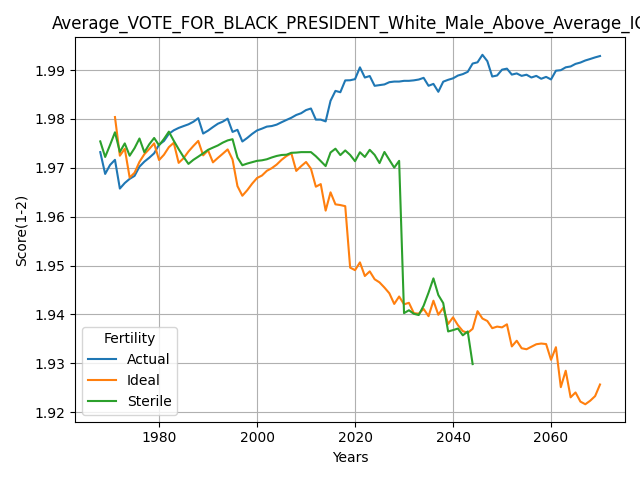 Average_VOTE_FOR_BLACK_PRESIDENT_White_Male_Above_Average_IQ
1.99
1.98
1.97
1.96
1.95
1.94
1.93
1.92
Score(1-2)
Fertility
Actual
Ideal
Sterile
1980
2000
2020
2040
2060
Years